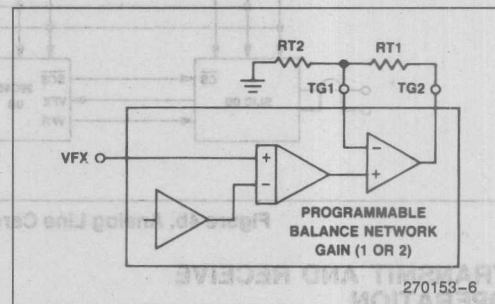 RT2 RT1
TG1 TG2
VFX
+
-
-
+
PROGRAMMABLE
BALANCE NETWORK
GAIN (1 OR 2)
270153-6